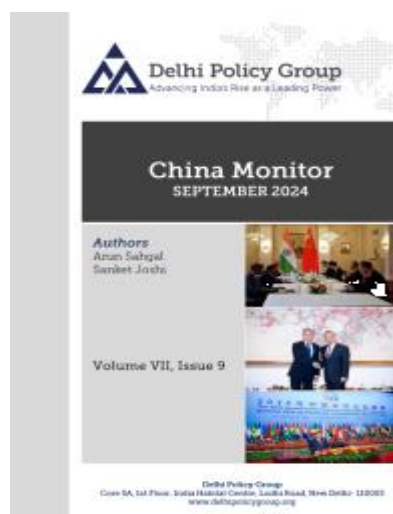 Delhi Policy Group
Advancing India's Rise as a Leading Power
China Monitor
SEPTEMBER 2024
Authors
Arun Sahgal
Sanket Joshi
Volume VII, Issue 9
Delhi Policy Group
Core 5A, 1st Floor, India Habitat Centre, Lodhi Road, New Delhi- 110003
www.delhipolicygroup.org